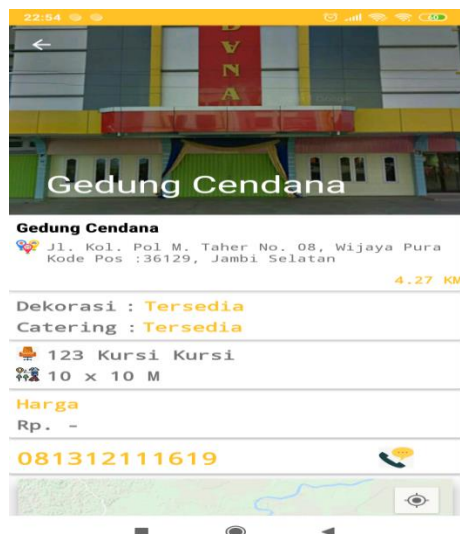 22:54
50
D
V
N
A
Gedung Cendana
Gedung Cendana
Jl. Kol. Pol M. Taher No. 08, Wijaya Pura
Kode Pos :36129, Jambi Selatan
4.27 KM
Dekorasi : Tersedia
Catering : Tersedia
123 Kursi Kursi
10 x 10 M
Harga
Rp. -
081312111619